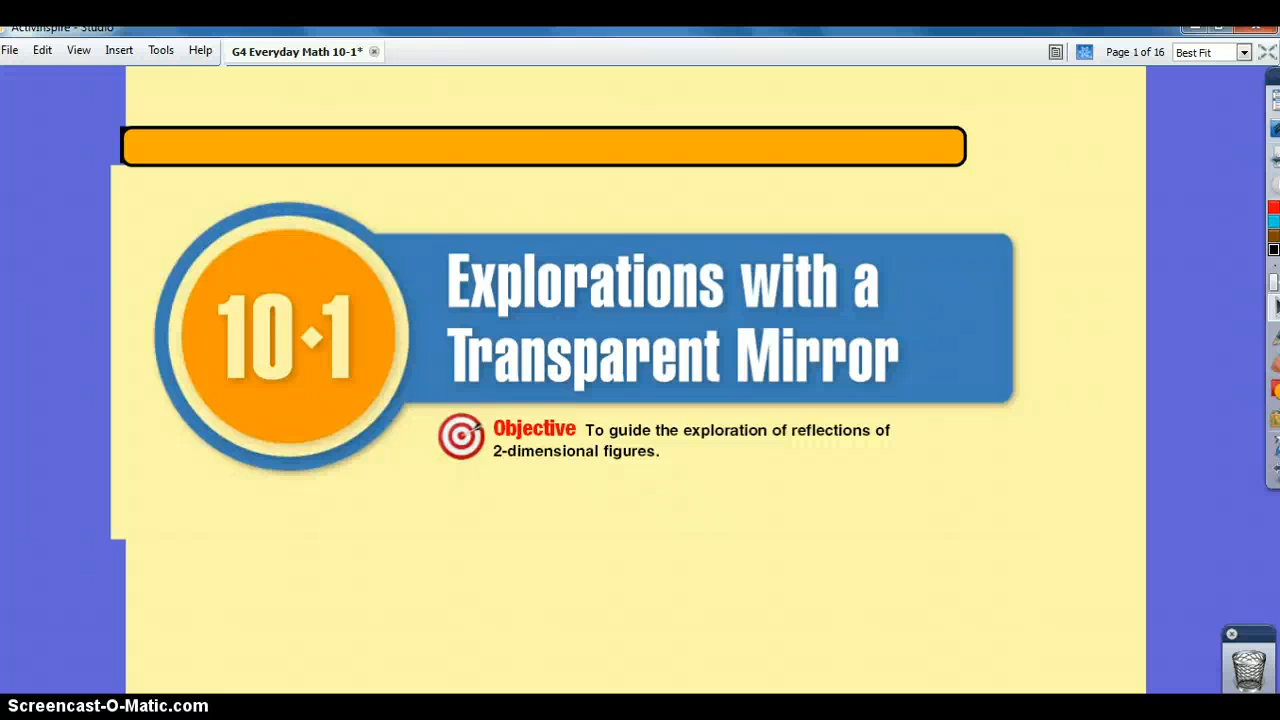 ActivInspire - Studio
File Edit View Insert Tools Help G4 Everyday Math 10-1* Page 1 of 16 Best Fit
10•1
Explorations with a
Transparent Mirror
Objective To guide the exploration of reflections of
2-dimensional figures.
Screencast-O-Matic.com